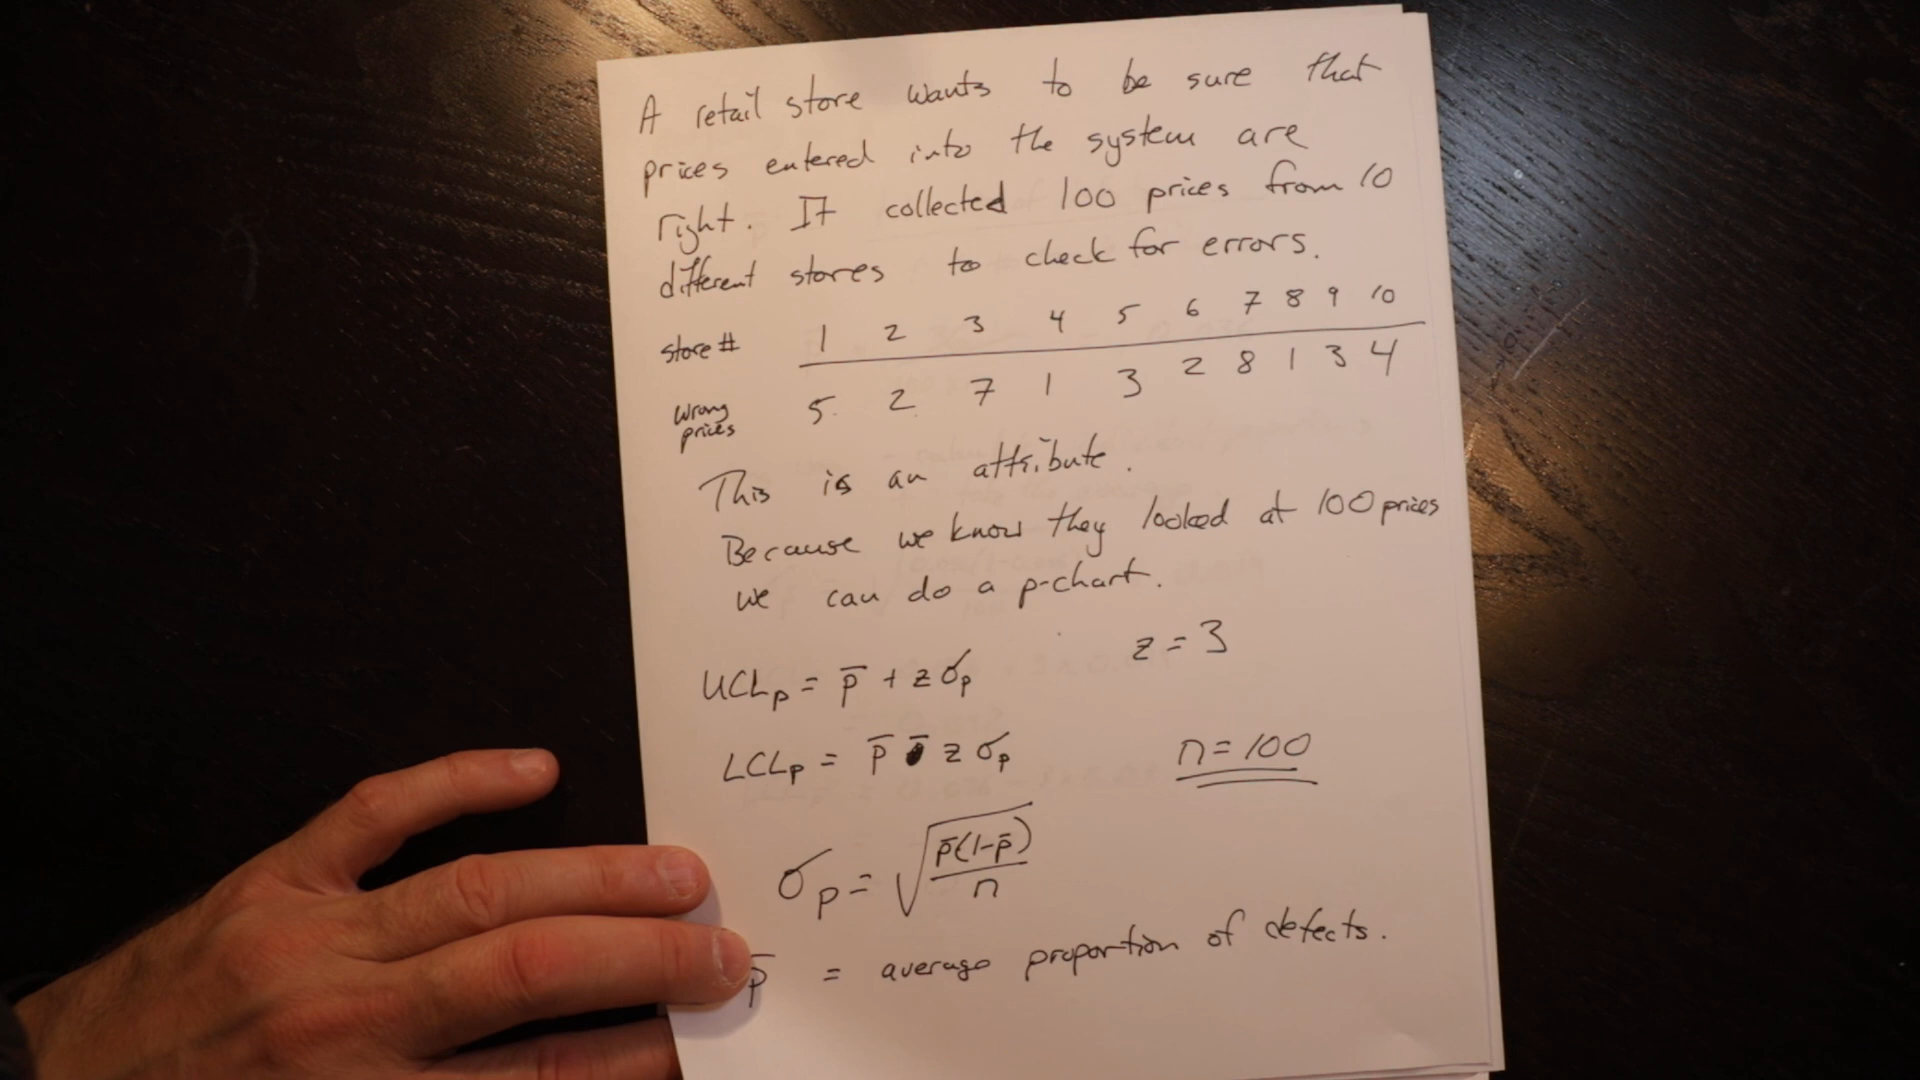 A retail store wants to be sure that
prices entered into the system are
right. It collected 100 prices from 10
different stores to check for errors.
store # 1 2 3 4 5 6 7 8 9 10
wrong prices 5 2 7 1 3 2 8 1 3 4
This is an attribute.
Because we know they looked at 100 prices
we can do a p-chart.
z = 3
UCLp = p̄ + z σp
LCLp = p̄ - z σp
n = 100
σp = √(p̄(1-p̄)/n)
p̄ = average proportion of defects.